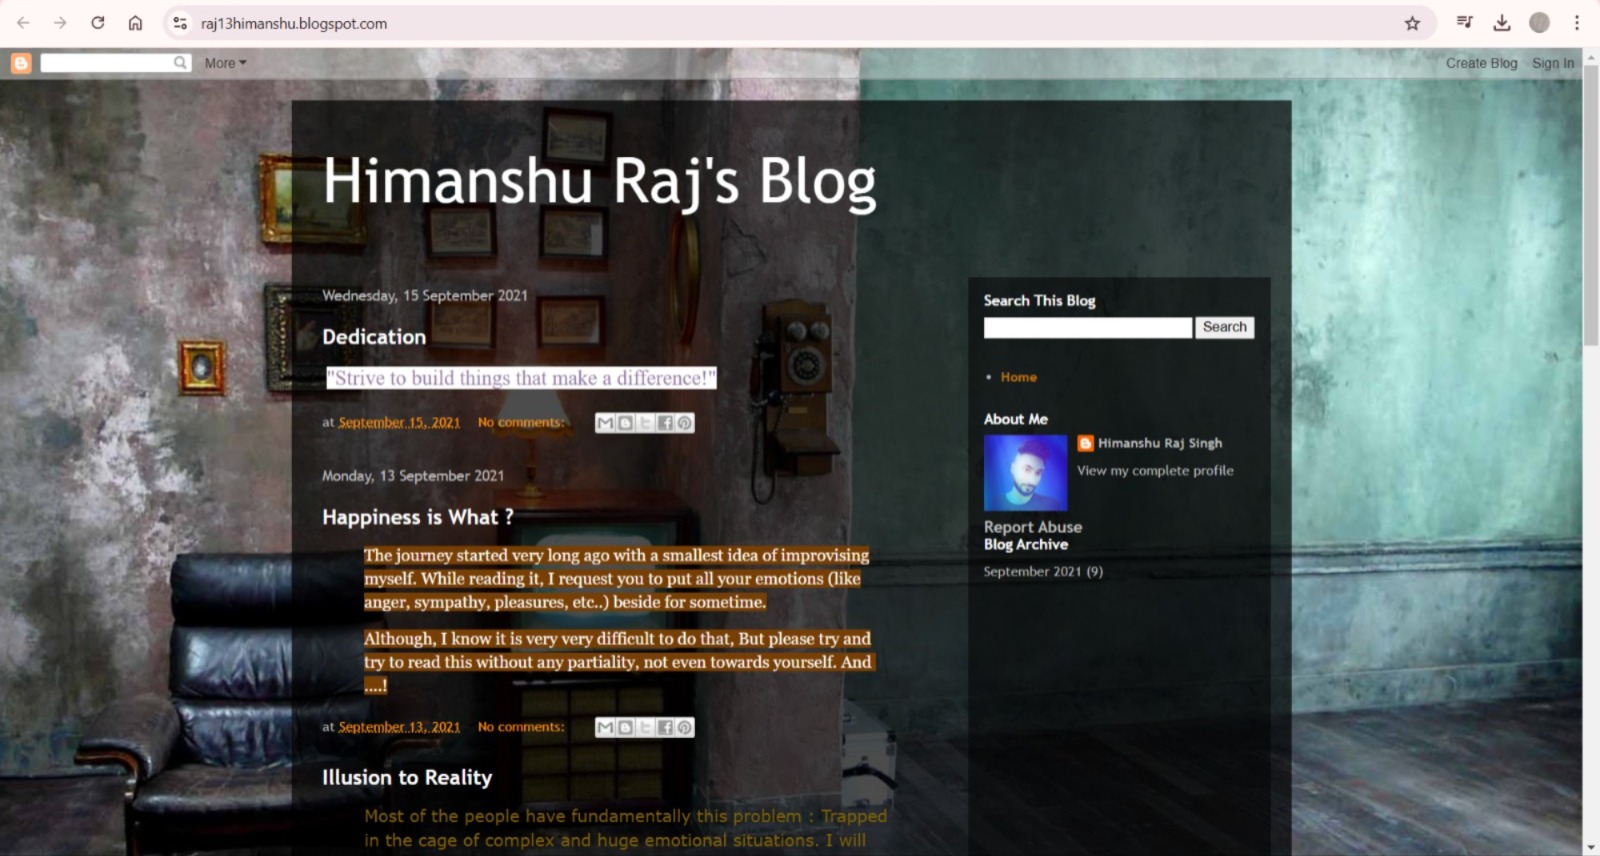 raj13himanshu.blogspot.com
More
Create Blog
Sign In
Himanshu Raj's Blog
Wednesday, 15 September 2021
Dedication
"Strive to build things that make a difference!"
at September 15, 2021 No comments:
Monday, 13 September 2021
Happiness is What ?
The journey started very long ago with a smallest idea of improvising
myself. While reading it, I request you to put all your emotions (like
anger, sympathy, pleasures, etc..) beside for sometime.
Although, I know it is very very difficult to do that, But please try and
try to read this without any partiality, not even towards yourself. And
....!
at September 13, 2021 No comments:
Illusion to Reality
Most of the people have fundamentally this problem : Trapped
in the cage of complex and huge emotional situations. I will
Search This Blog
Search
Home
About Me
Himanshu Raj Singh
View my complete profile
Report Abuse
Blog Archive
September 2021 (9)